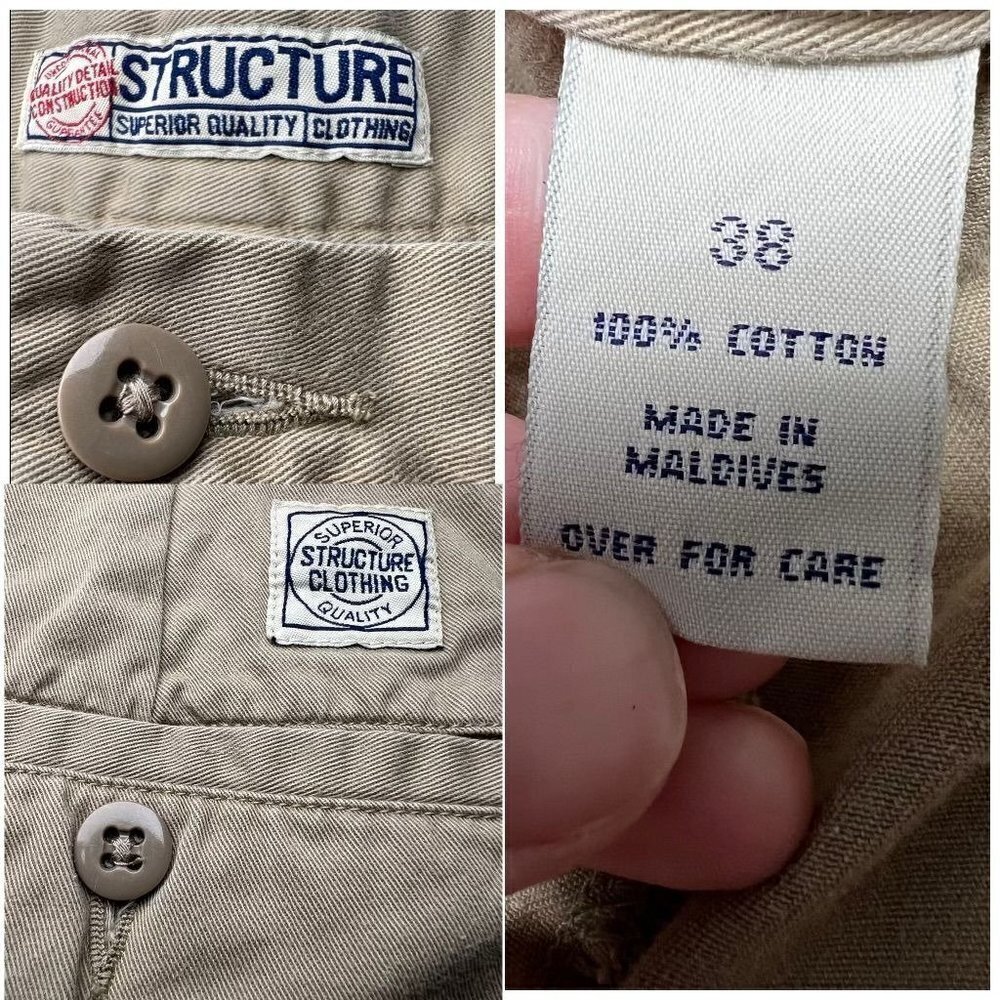 QUALITY DETAIL
CONSTRUCTION
GUARANTEE
STRUCTURE
SUPERIOR QUALITY CLOTHING
SUPERIOR
STRUCTURE
CLOTHING
QUALITY
38
100% COTTON
MADE IN
MALDIVES
OVER FOR CARE